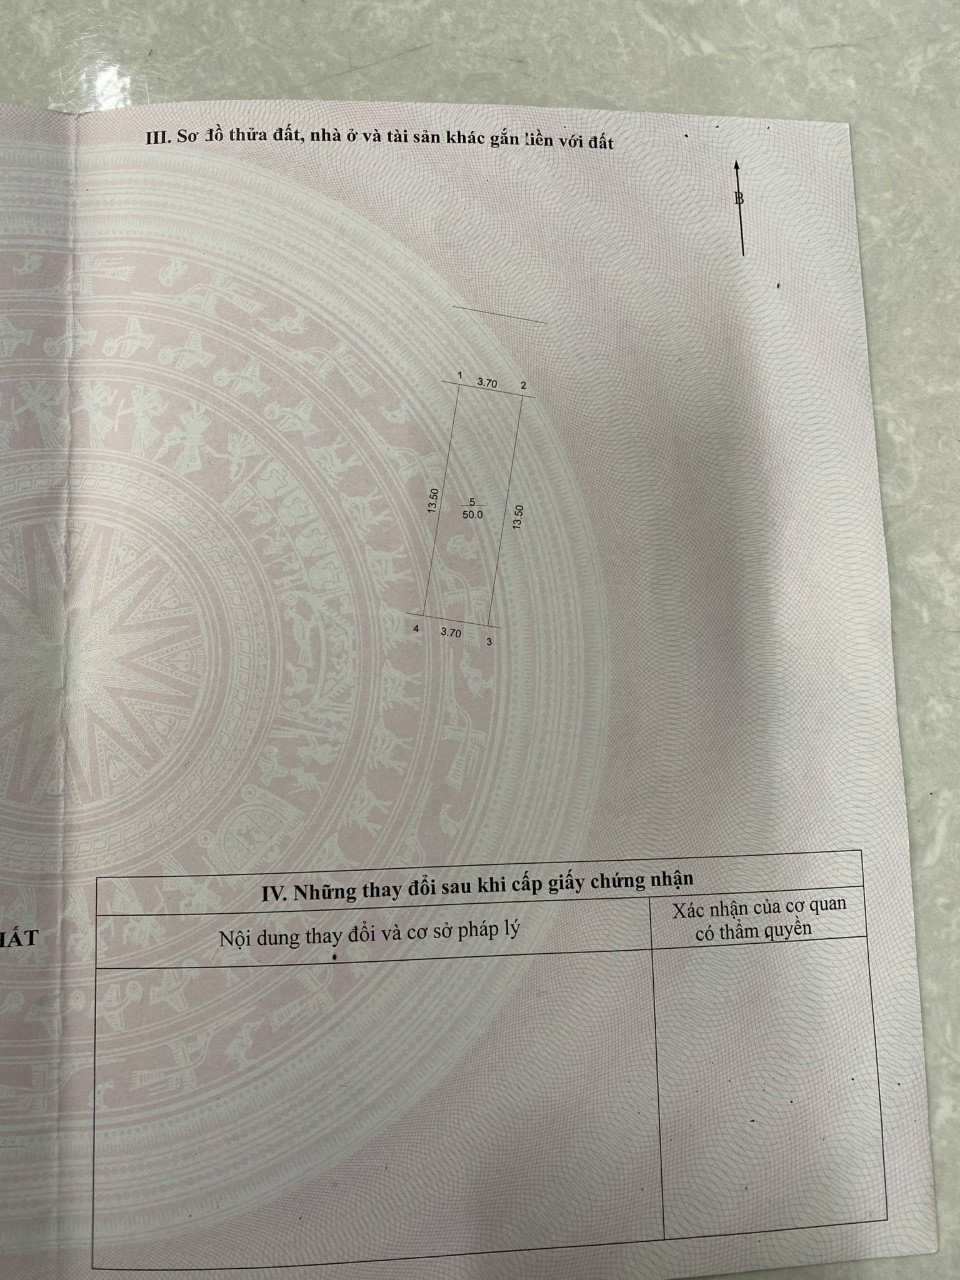 III. Sơ đồ thửa đất, nhà ở và tài sản khác gắn liền với đất
B
1
3.70
2
13.50
5
50.0
13.50
4
3.70
3
IV. Những thay đổi sau khi cấp giấy chứng nhận
Nội dung thay đổi và cơ sở pháp lý
Xác nhận của cơ quan
có thẩm quyền